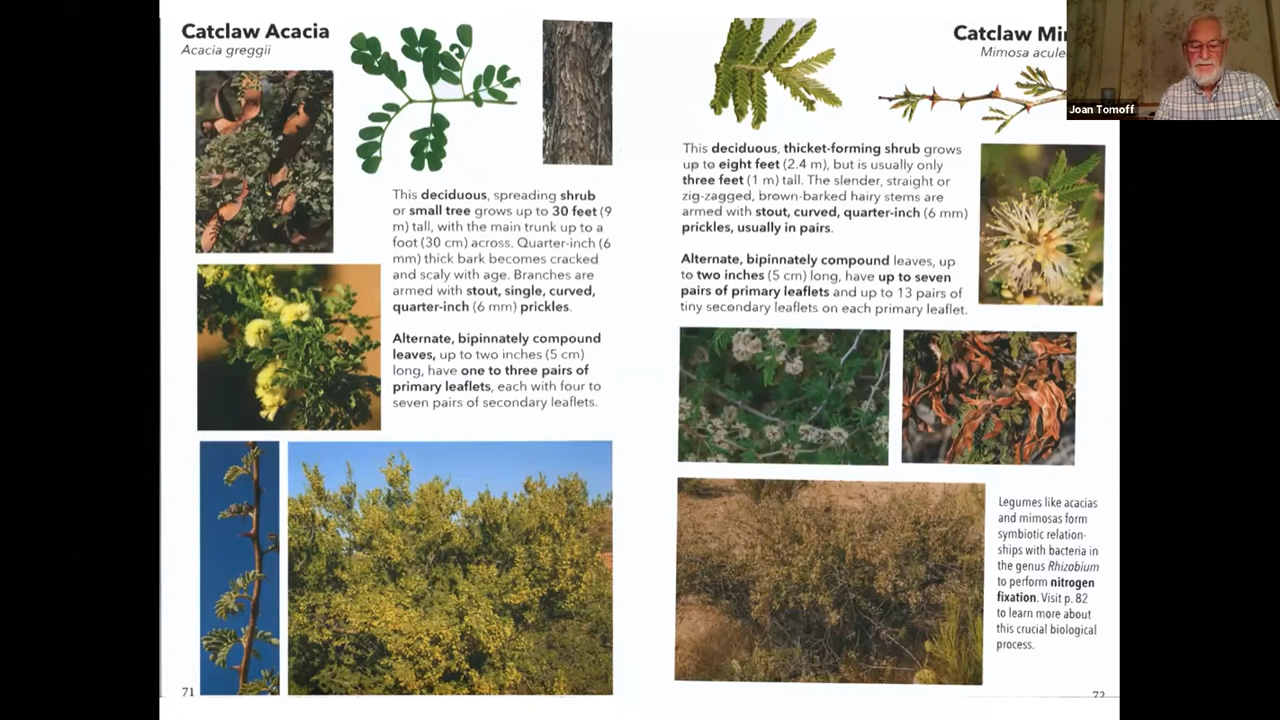 Catclaw Acacia
Acacia greggii
This deciduous, spreading shrub
or small tree grows up to 30 feet (9
m) tall, with the main trunk up to a
foot (30 cm) across. Quarter-inch (6
mm) thick bark becomes cracked
and scaly with age. Branches are
armed with stout, single, curved,
quarter-inch (6 mm) prickles.
Alternate, bipinnately compound
leaves, up to two inches (5 cm)
long, have one to three pairs of
primary leaflets, each with four to
seven pairs of secondary leaflets.
71
Catclaw Mi
Mimosa acule
Joan Tomoff
This deciduous, thicket-forming shrub grows
up to eight feet (2.4 m), but is usually only
three feet (1 m) tall. The slender, straight or
zig-zagged, brown-barked hairy stems are
armed with stout, curved, quarter-inch (6 mm)
prickles, usually in pairs.
Alternate, bipinnately compound leaves, up
to two inches (5 cm) long, have up to seven
pairs of primary leaflets and up to 13 pairs of
tiny secondary leaflets on each primary leaflet.
Legumes like acacias
and mimosas form
symbiotic relation-
ships with bacteria in
the genus Rhizobium
to perform nitrogen
fixation. Visit p. 82
to learn more about
this crucial biological
process.
72